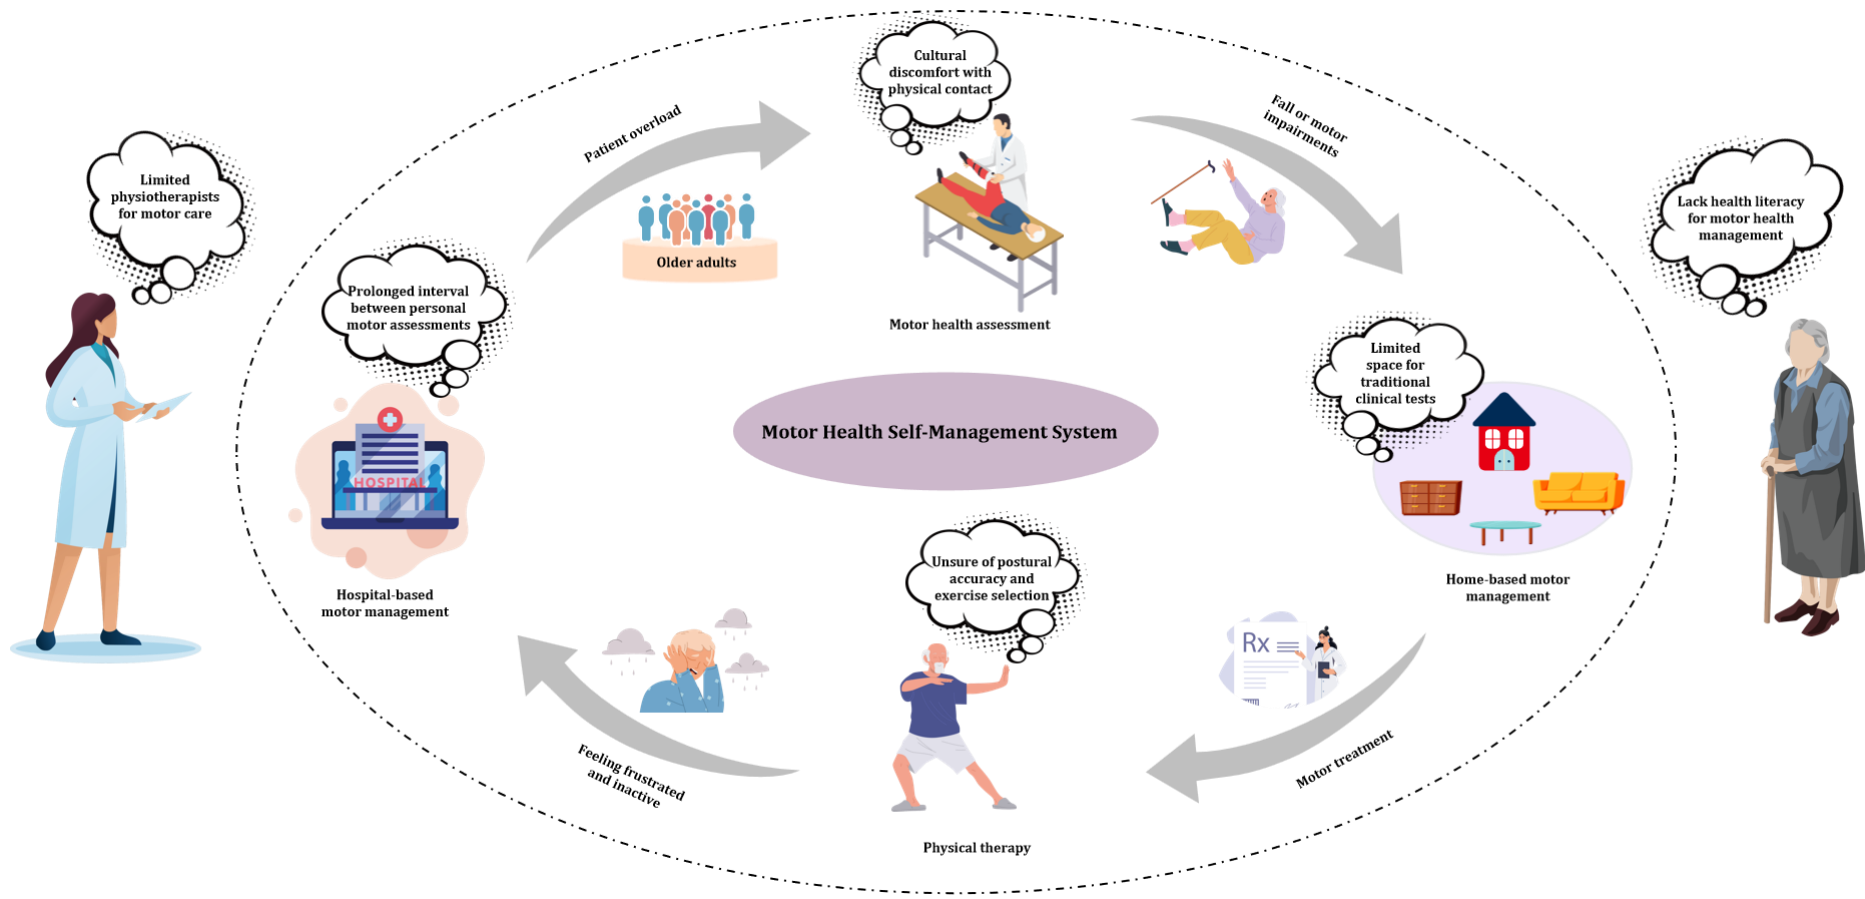 Cultural
discomfort with
physical contact
Patient overload
Fall or motor
impairments
Limited
physiotherapists
for motor care
Lack health literacy
for motor health
management
Older adults
Prolonged interval
between personal
motor assessments
Motor health assessment
Limited
space for
traditional
clinical tests
Motor Health Self-Management System
HOSPITAL
Unsure of postural
accuracy and
exercise selection
Hospital-based
motor management
Home-based motor
management
Rx
Feeling frustrated
and inactive
Motor treatment
Physical therapy